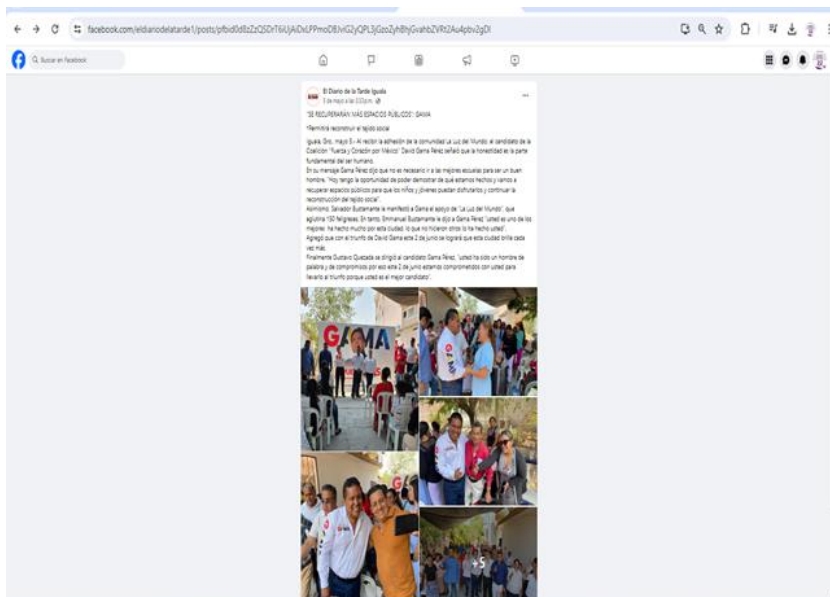 facebook.com/eldiariodelatarde1/posts/
Buscar en Facebook
El Diario de la Tarde Iguala
5 de mayo a las
"SE RECUPERARÁN MÁS ESPACIOS PÚBLICOS": GAMA
*Permitirá reconstruir el tejido social
Iguala, Gro., mayo 5.- Al recibir la adhesión de la comunidad La Luz del Mundo, el candidato de la
Coalición "Fuerza y Corazón por México" David Gama Pérez señaló que la honestidad es la parte
fundamental del ser humano.
En su mensaje Gama Pérez dijo que no es necesario ir a las mejores escuelas para ser un buen
hombre, "Hoy tengo la oportunidad de poder demostrar de qué estamos hechos y vamos a
recuperar espacios públicos para que los niños y jóvenes puedan disfrutarlos y continuar la
reconstrucción del tejido social".
Asimismo, Salvador Bustamante le manifestó a Gama el apoyo de "La Luz del Mundo", que
aglutina 150 feligreses. En tanto, Emmanuel Bustamante le dijo a Gama Pérez "usted es uno de los
mejores, ha hecho mucho por esta ciudad, lo que no hicieron otros lo ha hecho usted".
Agregó que con el triunfo de David Gama este 2 de junio se logrará que esta ciudad brille cada
vez más.
Finalmente Gustavo Quezada se dirigió al candidato Gama Pérez, "usted ha sido un hombre de
palabra y de compromisos por eso este 2 de junio estamos comprometidos con usted para
llevarlo al triunfo porque usted es el mejor candidato".
GAMA
+5